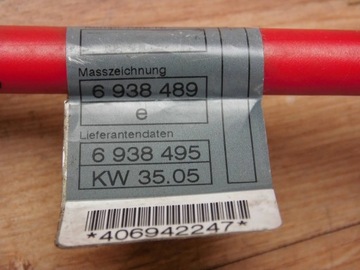 Masszeichnung
6 938 489
e
Lieferantendaten
6 938 495
KW 35.05
*406942247*